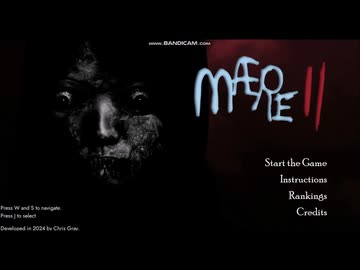 www.BANDICAM.com
MÆRE II
Start the Game
Instructions
Rankings
Credits
Press W and S to navigate.
Press J to select
Developed in 2024 by Chris Gray.